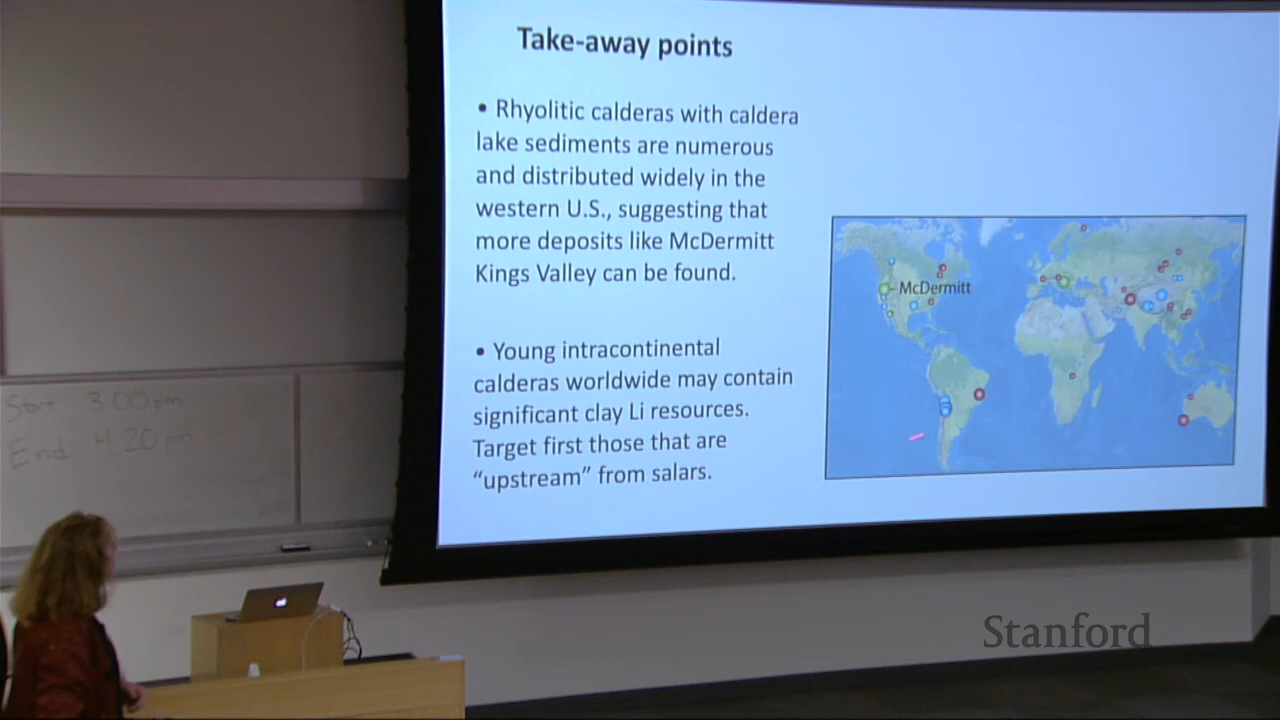 Take-away points
• Rhyolitic calderas with caldera
lake sediments are numerous
and distributed widely in the
western U.S., suggesting that
more deposits like McDermitt
Kings Valley can be found.
• Young intracontinental
calderas worldwide may contain
significant clay Li resources.
Target first those that are
“upstream” from salars.
McDermitt
Start 3:00pm
End 4:20pm
Stanford